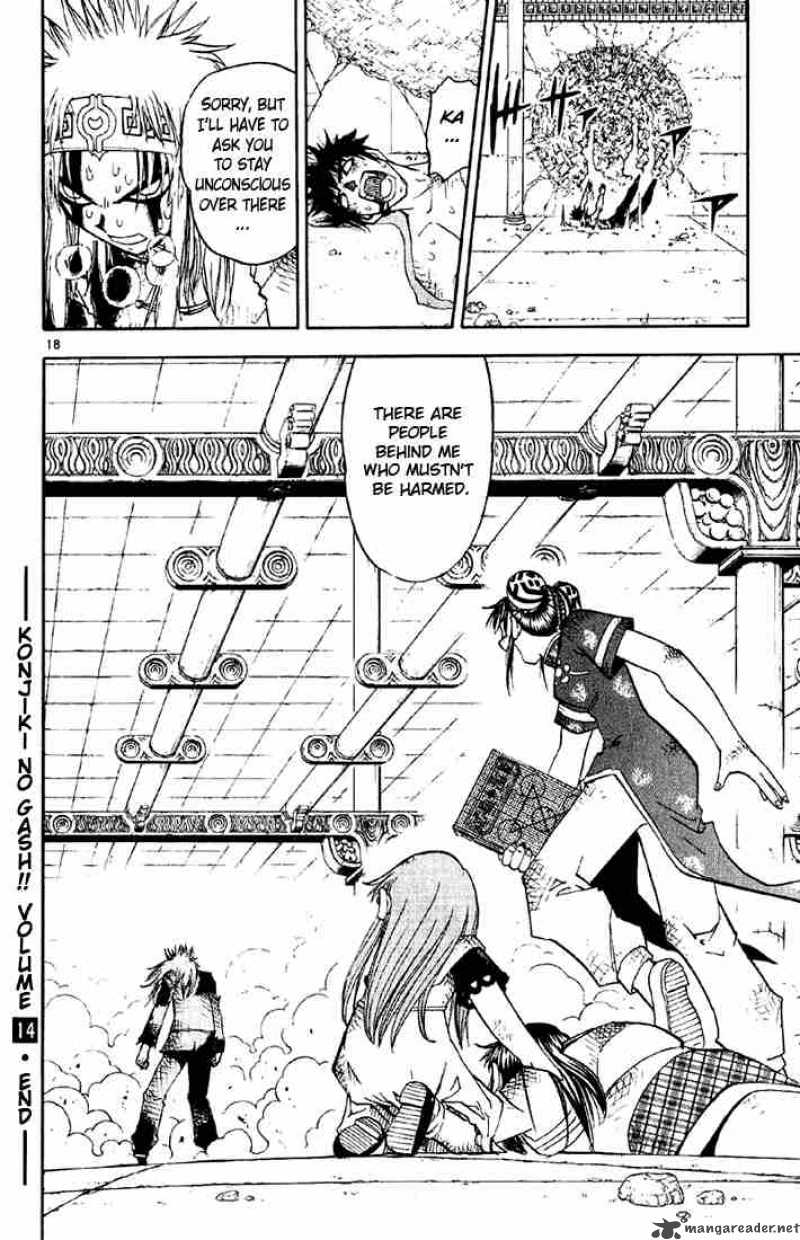 KA
...
SORRY, BUT
I'LL HAVE TO
ASK YOU
TO STAY
UNCONSCIOUS
OVER THERE
...
18
THERE ARE
PEOPLE
BEHIND ME
WHO MUSTN'T
BE HARMED.
KONJIKI NO GASH!! VOLUME 14 • END
mangareader.net